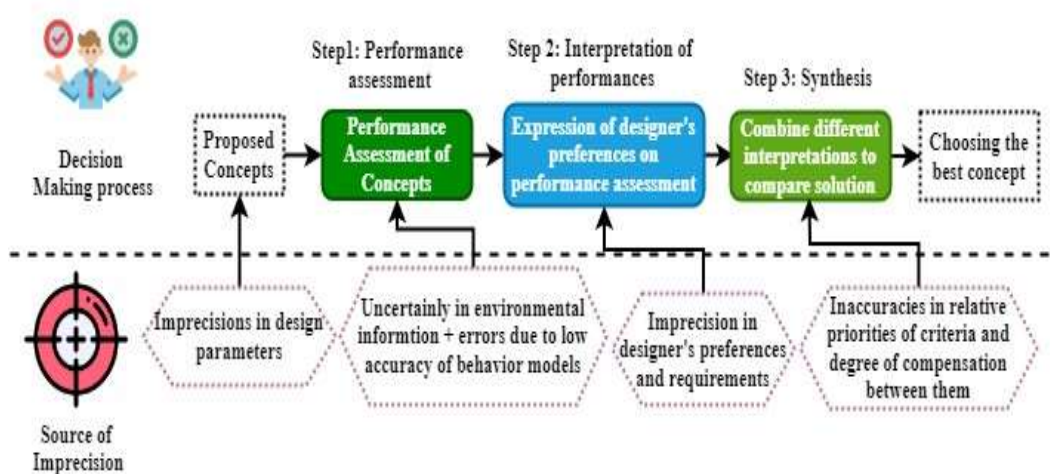 Step1: Performance
assessment
Step 2: Interpretation of
performances
Step 3: Synthesis
Decision
Making process
Proposed
Concepts
Performance
Assessment of
Concepts
Expression of designer's
preferences on
performance assessment
Combine different
interpretations to
compare solution
Choosing the
best concept
Imprecisions in design
parameters
Uncertainly in environmental
informtion + errors due to low
accuracy of behavior models
Imprecision in
designer's preferences
and requirements
Inaccuracies in relative
priorities of criteria and
degree of compensation
between them
Source of
Imprecision